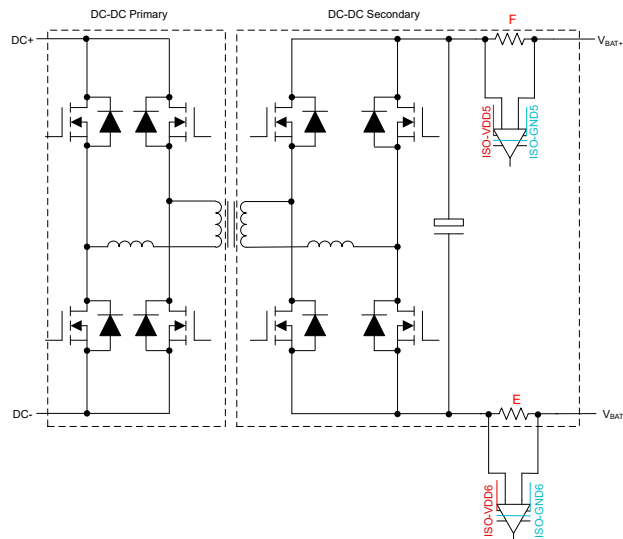 DC-DC Primary
DC-DC Secondary
F
DC+
VBAT+
ISO-VDD5
ISO-GND5
E
DC-
VBAT
ISO-VDD6
ISO-GND6